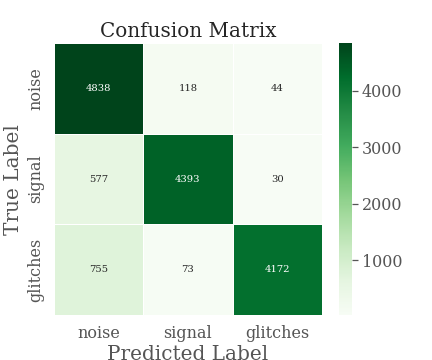 Confusion Matrix
True Label
noise 4838 118 44
signal 577 4393 30
glitches 755 73 4172
noise signal glitches
Predicted Label
4000
3000
2000
1000